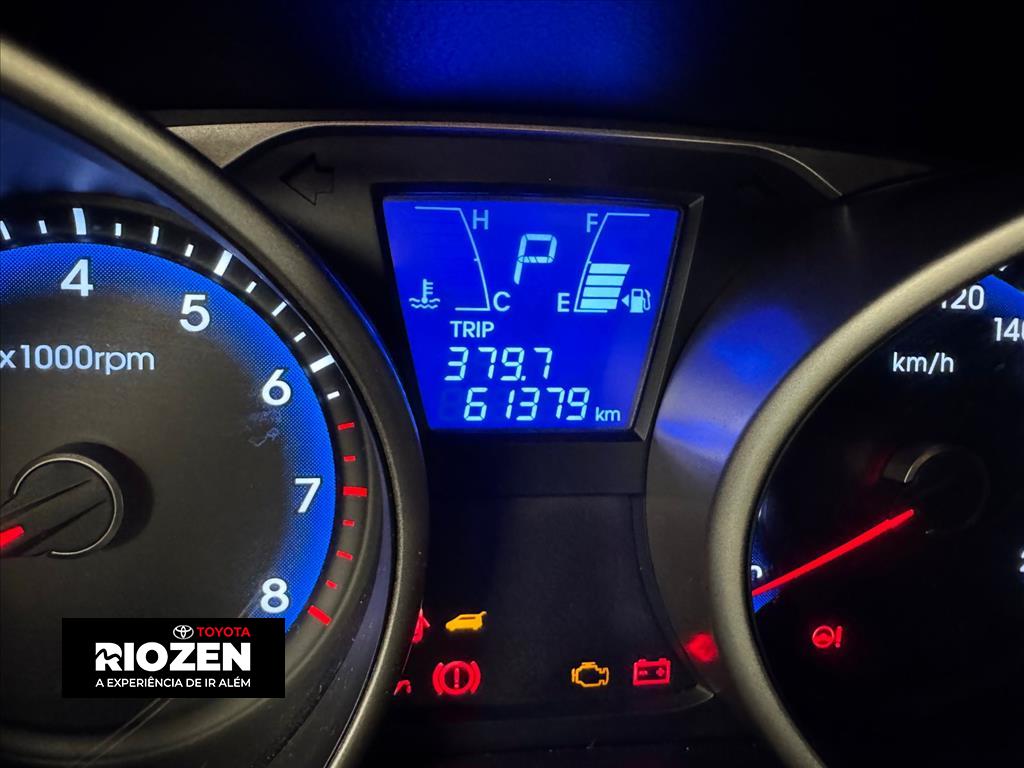 H F
P
E
C
TRIP
379.7
61379 km
4
5
6
7
8
x1000rpm
120
140
km/h
TOYOTA
RIOZEN
A EXPERIÊNCIA DE IR ALÉM